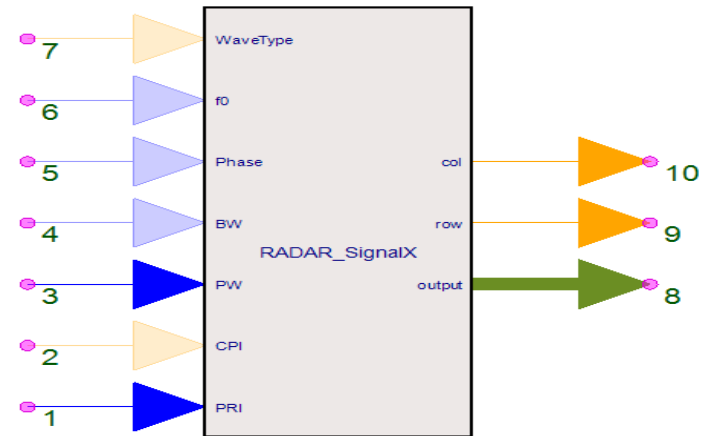 WaveType
7
f0
6
Phase col
5 10
BW row
4 9
RADAR_SignalX
PW output
3 8
CPI
2
PRI
1